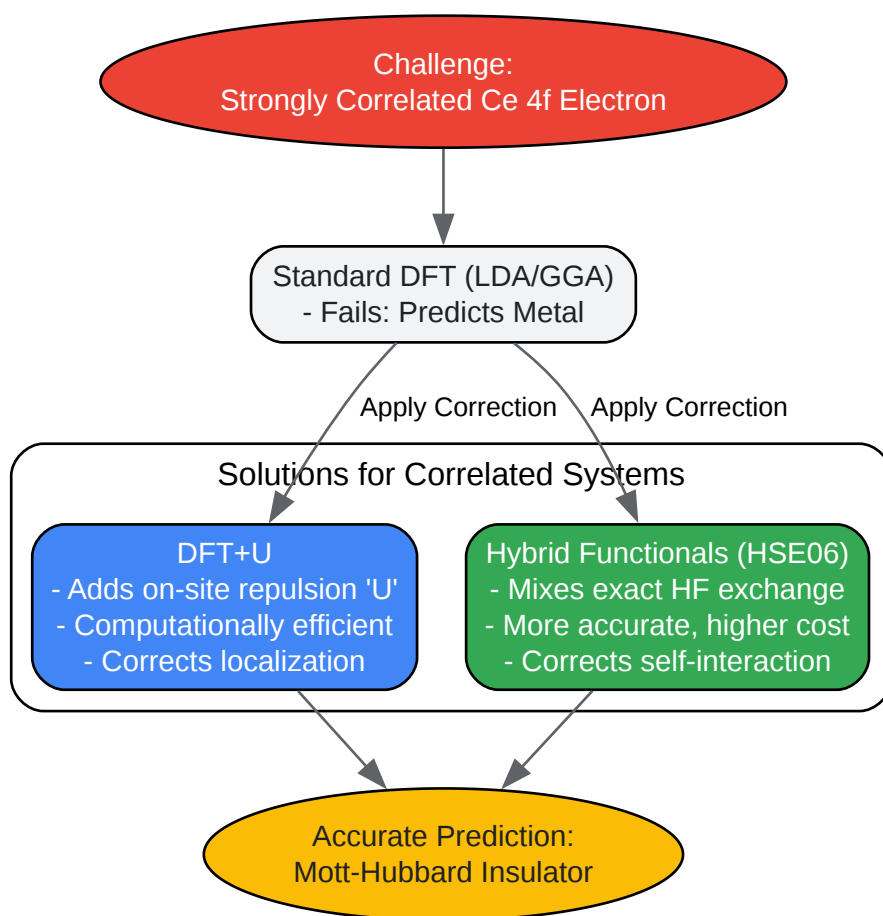 Challenge:
Strongly Correlated Ce 4f Electron
Standard DFT (LDA/GGA)
- Fails: Predicts Metal
Apply Correction
Apply Correction
Solutions for Correlated Systems
DFT+U
- Adds on-site repulsion 'U'
- Computationally efficient
- Corrects localization
Hybrid Functionals (HSE06)
- Mixes exact HF exchange
- More accurate, higher cost
- Corrects self-interaction
Accurate Prediction:
Mott-Hubbard Insulator